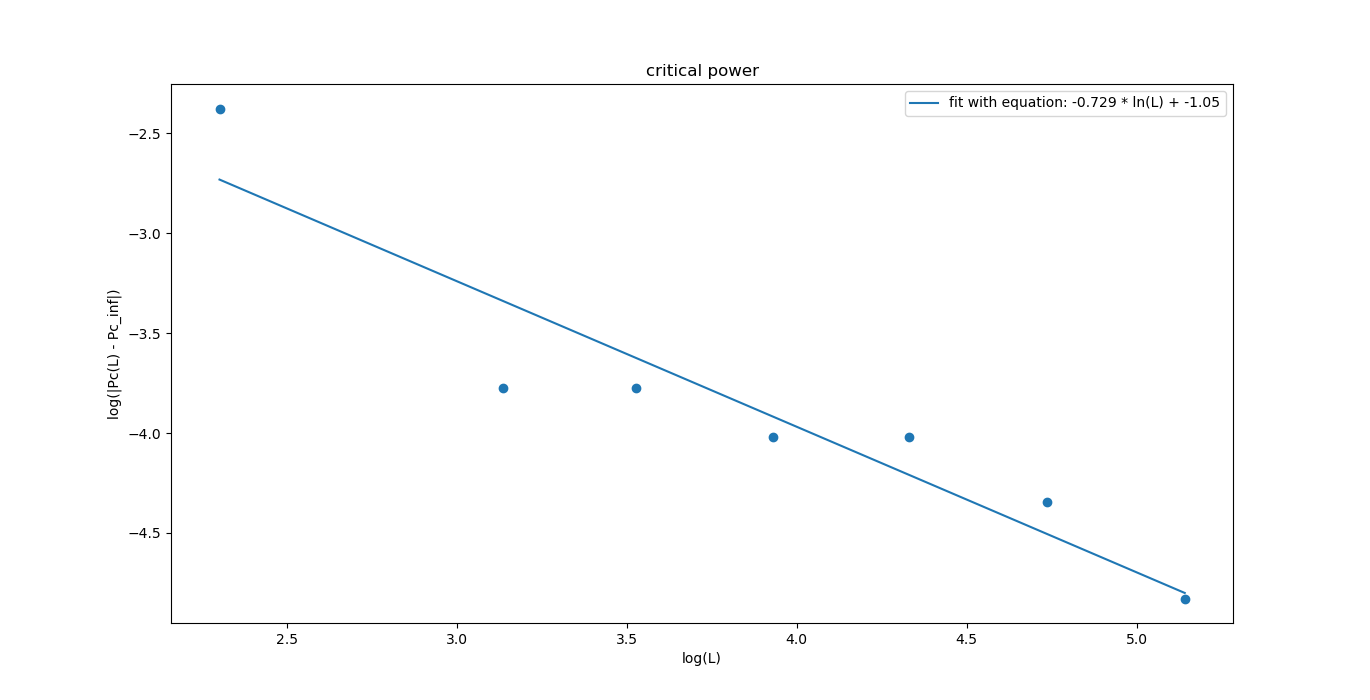 critical power
fit with equation: -0.729 * ln(L) + -1.05
−2.5
−3.0
−3.5
−4.0
−4.5
log(|Pc(L) - Pc_inf|)
2.5
3.0
3.5
4.0
4.5
5.0
log(L)